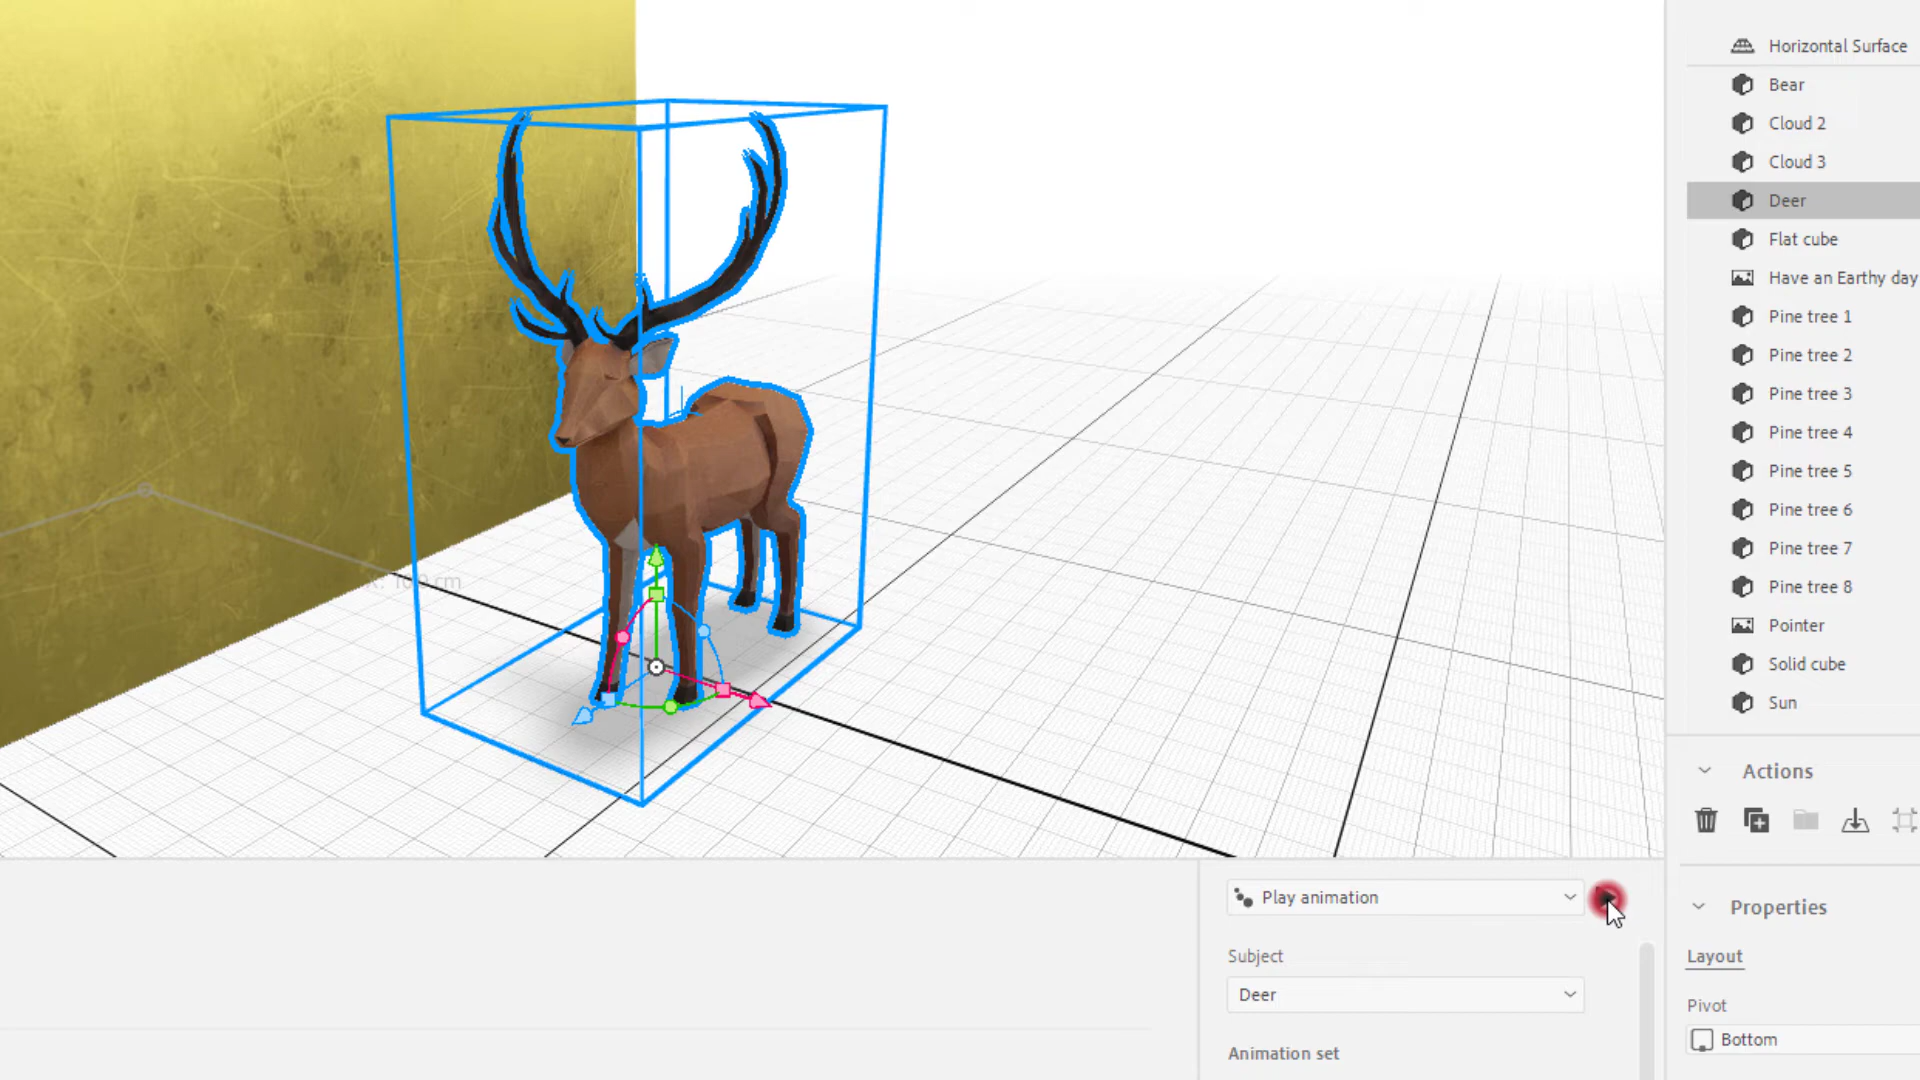 Horizontal Surface
Bear
Cloud 2
Cloud 3
Deer
Flat cube
Have an Earthy day
Pine tree 1
Pine tree 2
Pine tree 3
Pine tree 4
Pine tree 5
Pine tree 6
Pine tree 7
Pine tree 8
Pointer
Solid cube
Sun
Actions
Properties
Layout
Pivot
Bottom
Play animation
Subject
Deer
Animation set